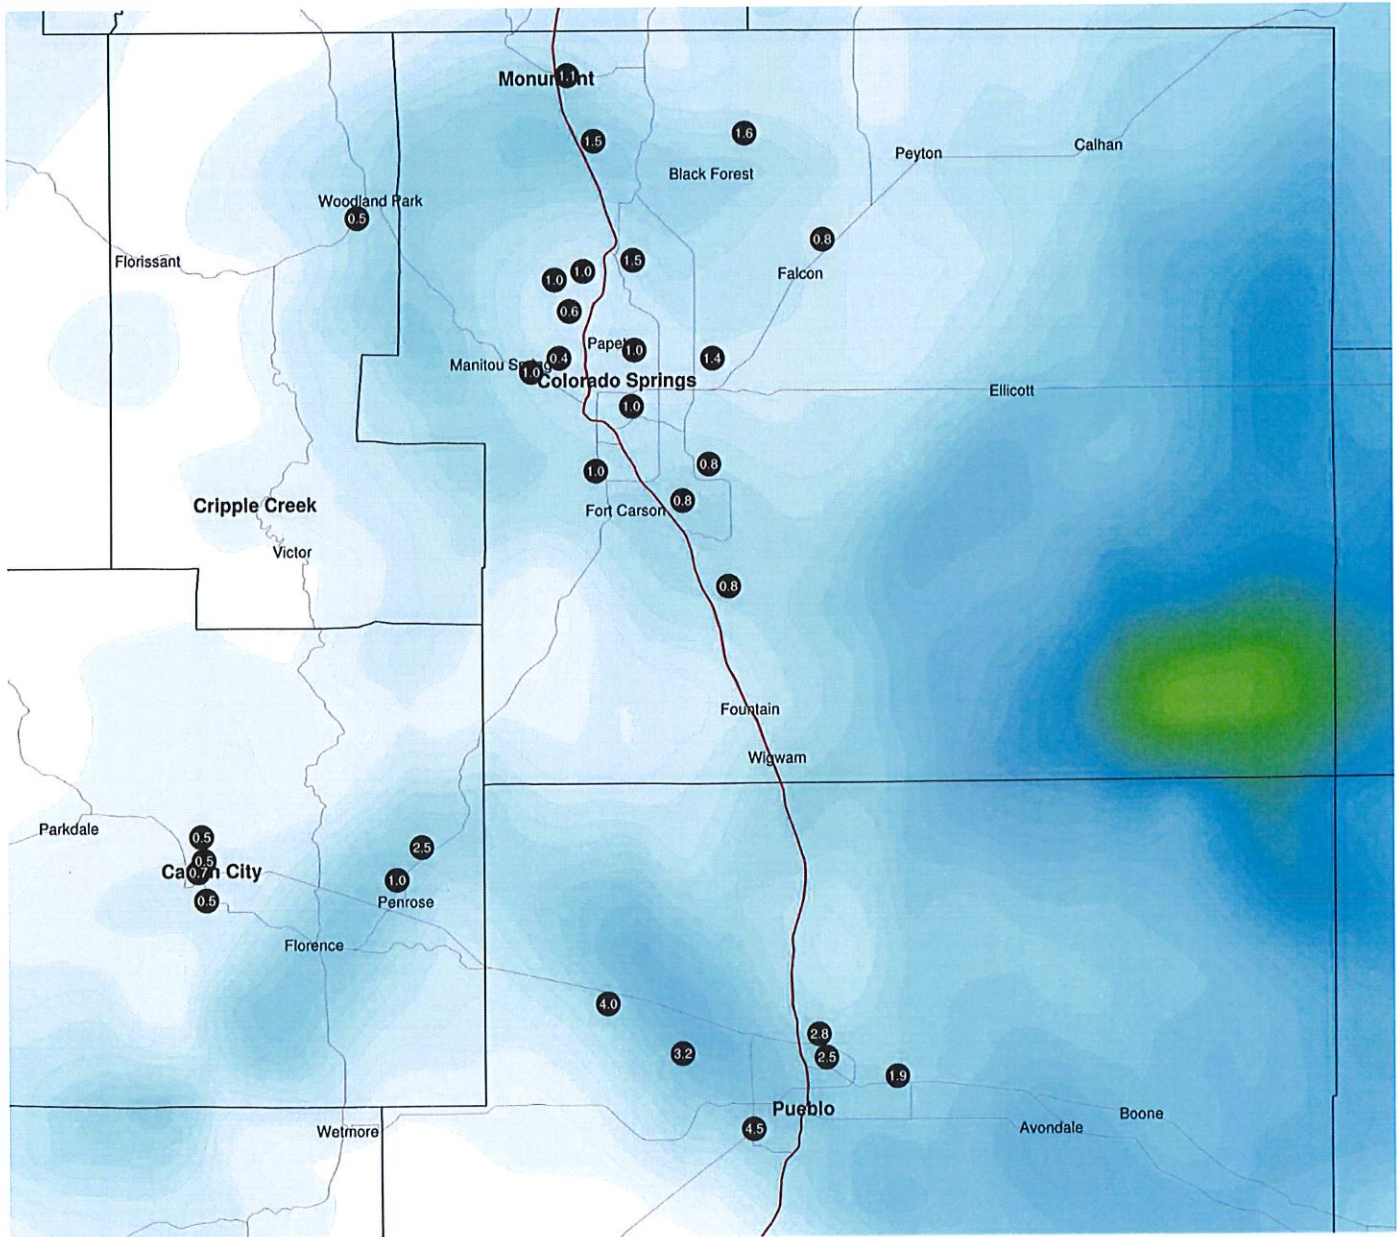 Monument
1.1
1.5
1.6
Black Forest
Peyton
Calhan
Woodland Park
0.5
0.8
Florissant
Falcon
1.5
1.0
1.0
0.6
1.0
1.4
0.4
Manitou Springs
1.0
Colorado Springs
Ellicott
1.0
0.8
1.0
0.8
Fort Carson
Cripple Creek
Victor
0.8
Fountain
Wigwam
Parkdale
0.5
0.5
Cañon City
0.7
0.5
2.5
1.0
Penrose
Florence
4.0
3.2
2.8
2.5
1.9
Pueblo
4.5
Boone
Avondale
Wetmore